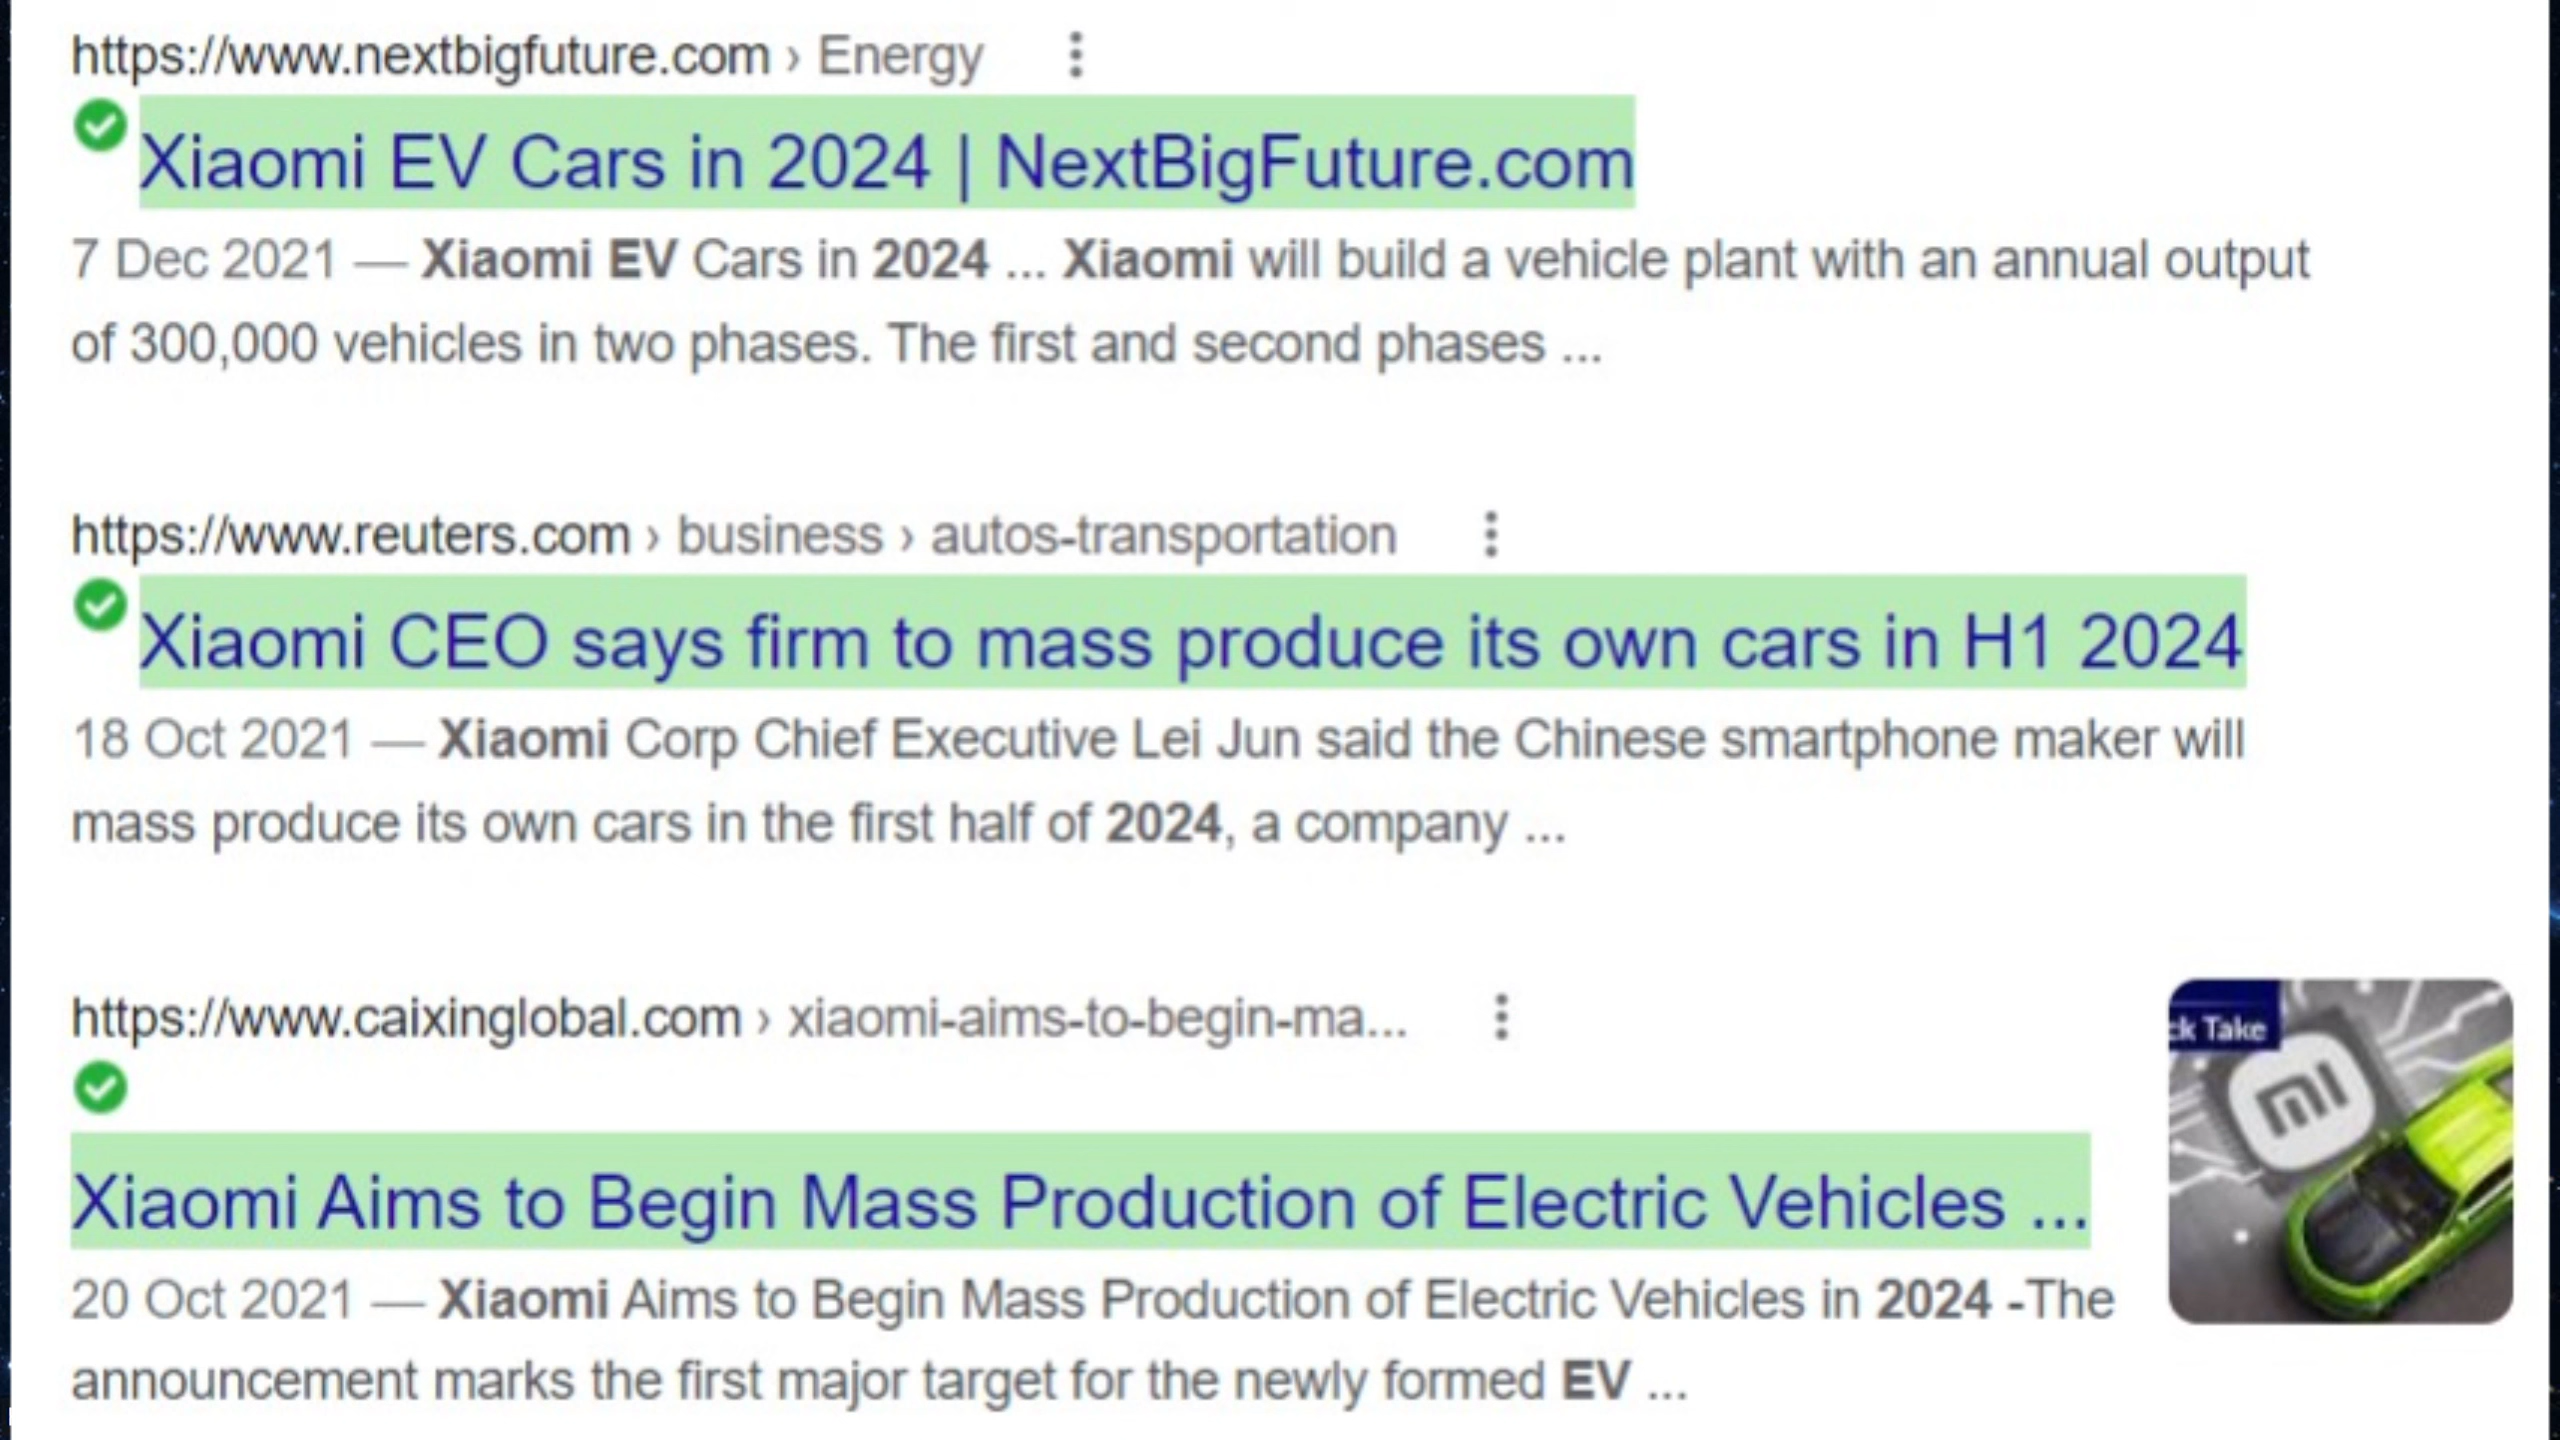 https://www.nextbigfuture.com › Energy
Xiaomi EV Cars in 2024 | NextBigFuture.com
7 Dec 2021 — Xiaomi EV Cars in 2024 ... Xiaomi will build a vehicle plant with an annual output
of 300,000 vehicles in two phases. The first and second phases ...
https://www.reuters.com › business › autos-transportation
Xiaomi CEO says firm to mass produce its own cars in H1 2024
18 Oct 2021 — Xiaomi Corp Chief Executive Lei Jun said the Chinese smartphone maker will
mass produce its own cars in the first half of 2024, a company ...
https://www.caixinglobal.com › xiaomi-aims-to-begin-ma...
ck Take
mi
Xiaomi Aims to Begin Mass Production of Electric Vehicles ...
20 Oct 2021 — Xiaomi Aims to Begin Mass Production of Electric Vehicles in 2024 -The
announcement marks the first major target for the newly formed EV ...